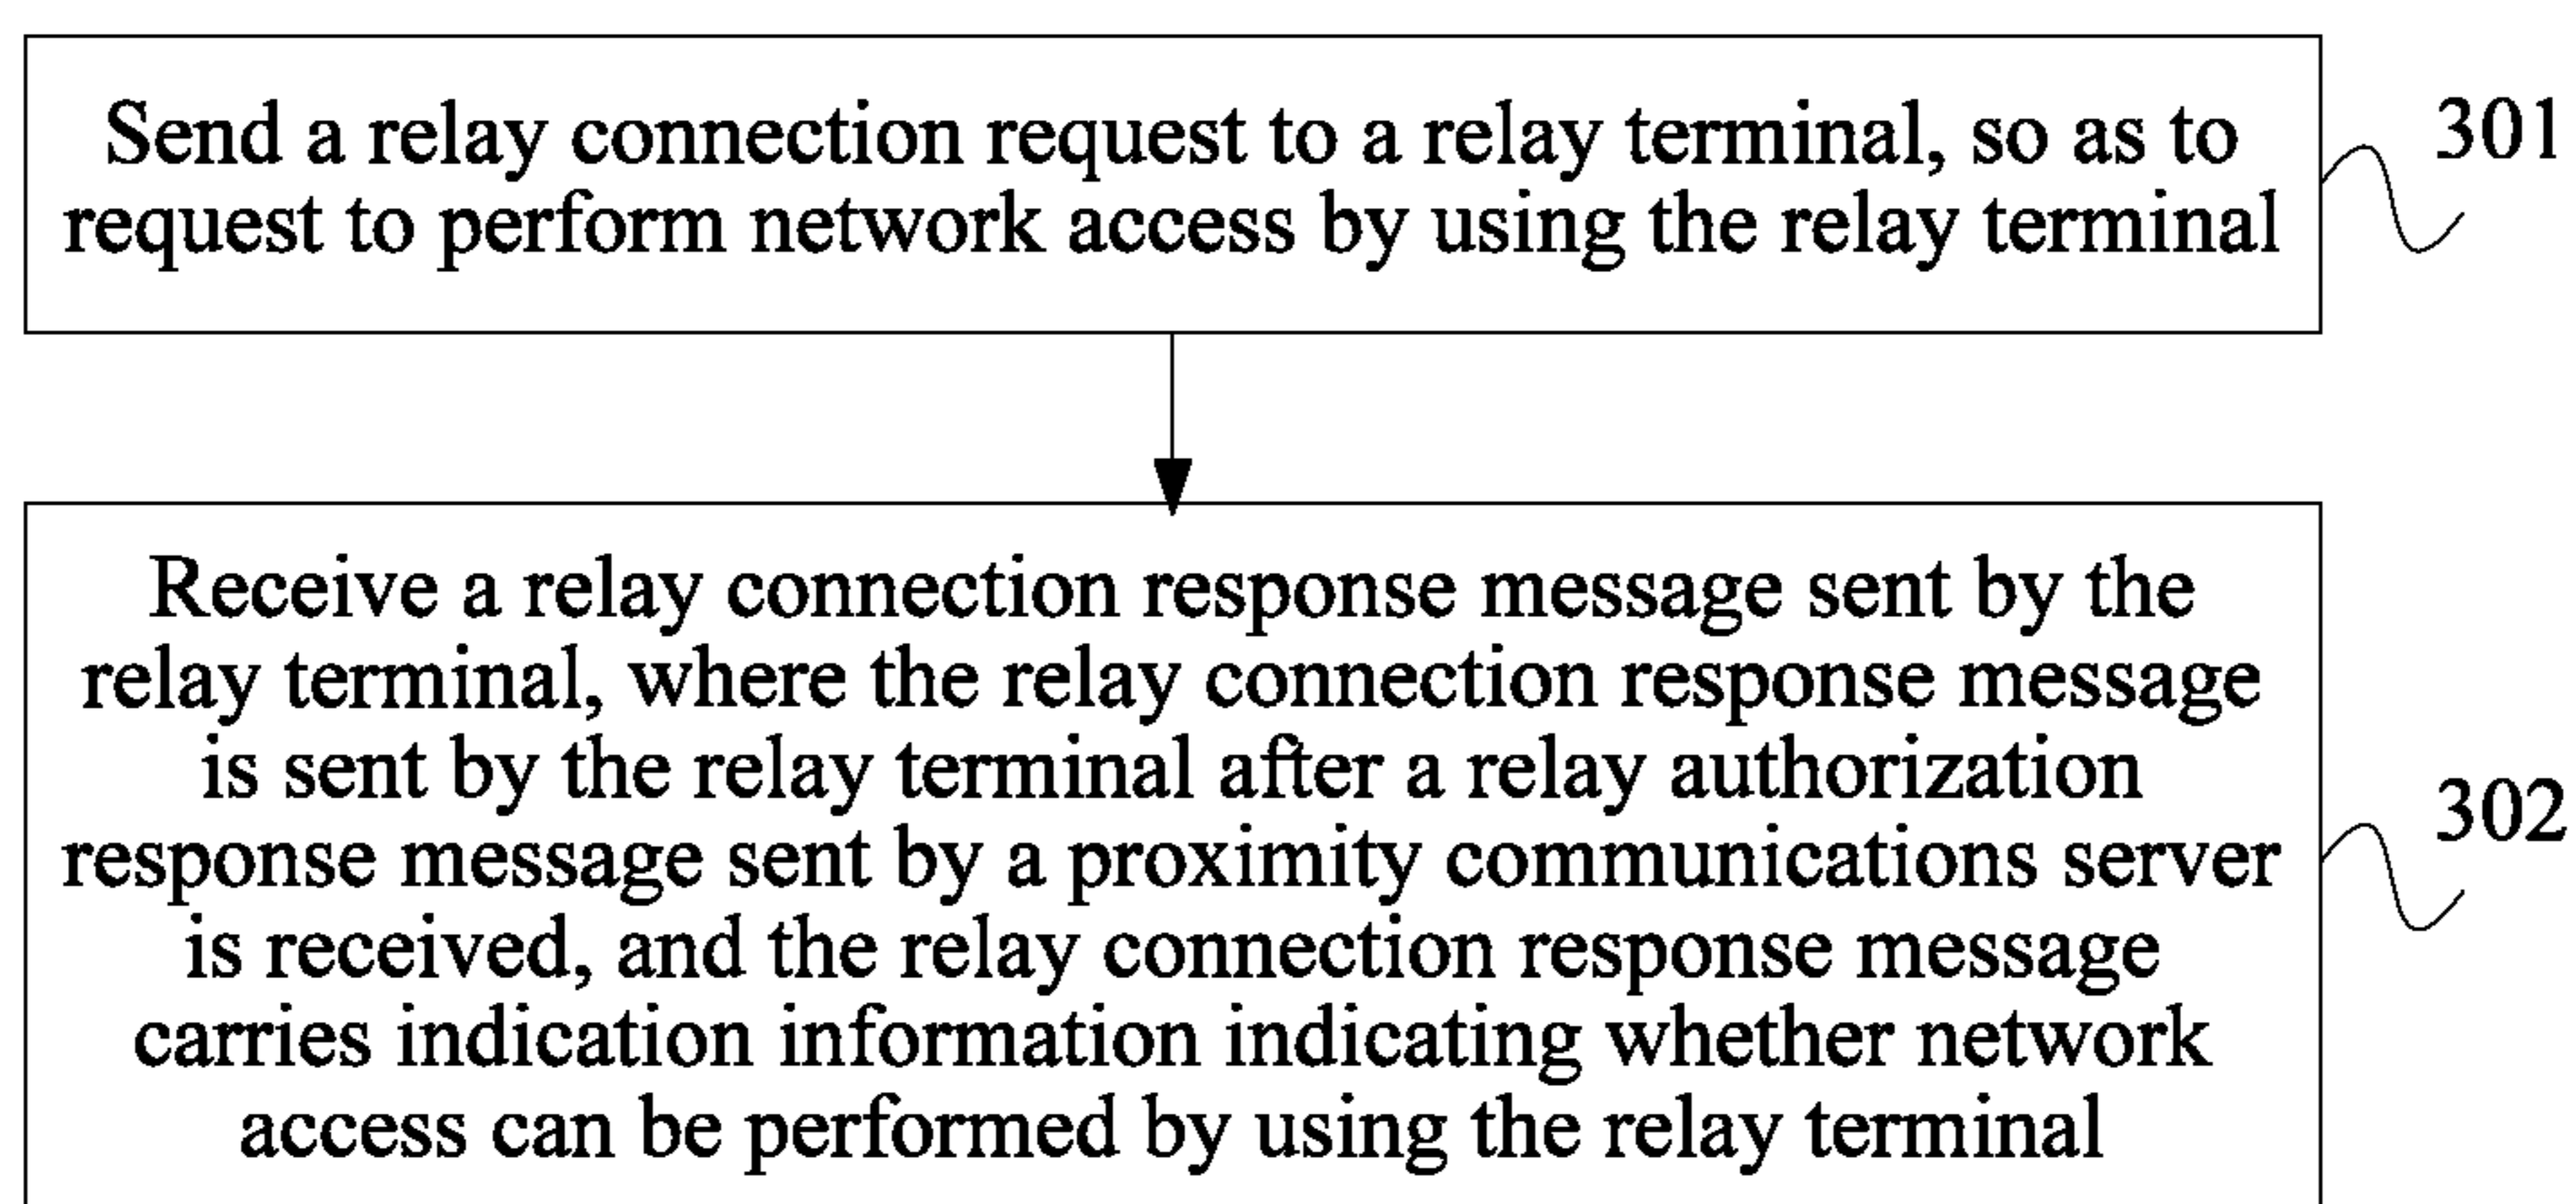 Send a relay connection request to a relay terminal, so as to
request to perform network access by using the relay terminal
301
Receive a relay connection response message sent by the
relay terminal, where the relay connection response message
is sent by the relay terminal after a relay authorization
response message sent by a proximity communications server
is received, and the relay connection response message
carries indication information indicating whether network
access can be performed by using the relay terminal
302